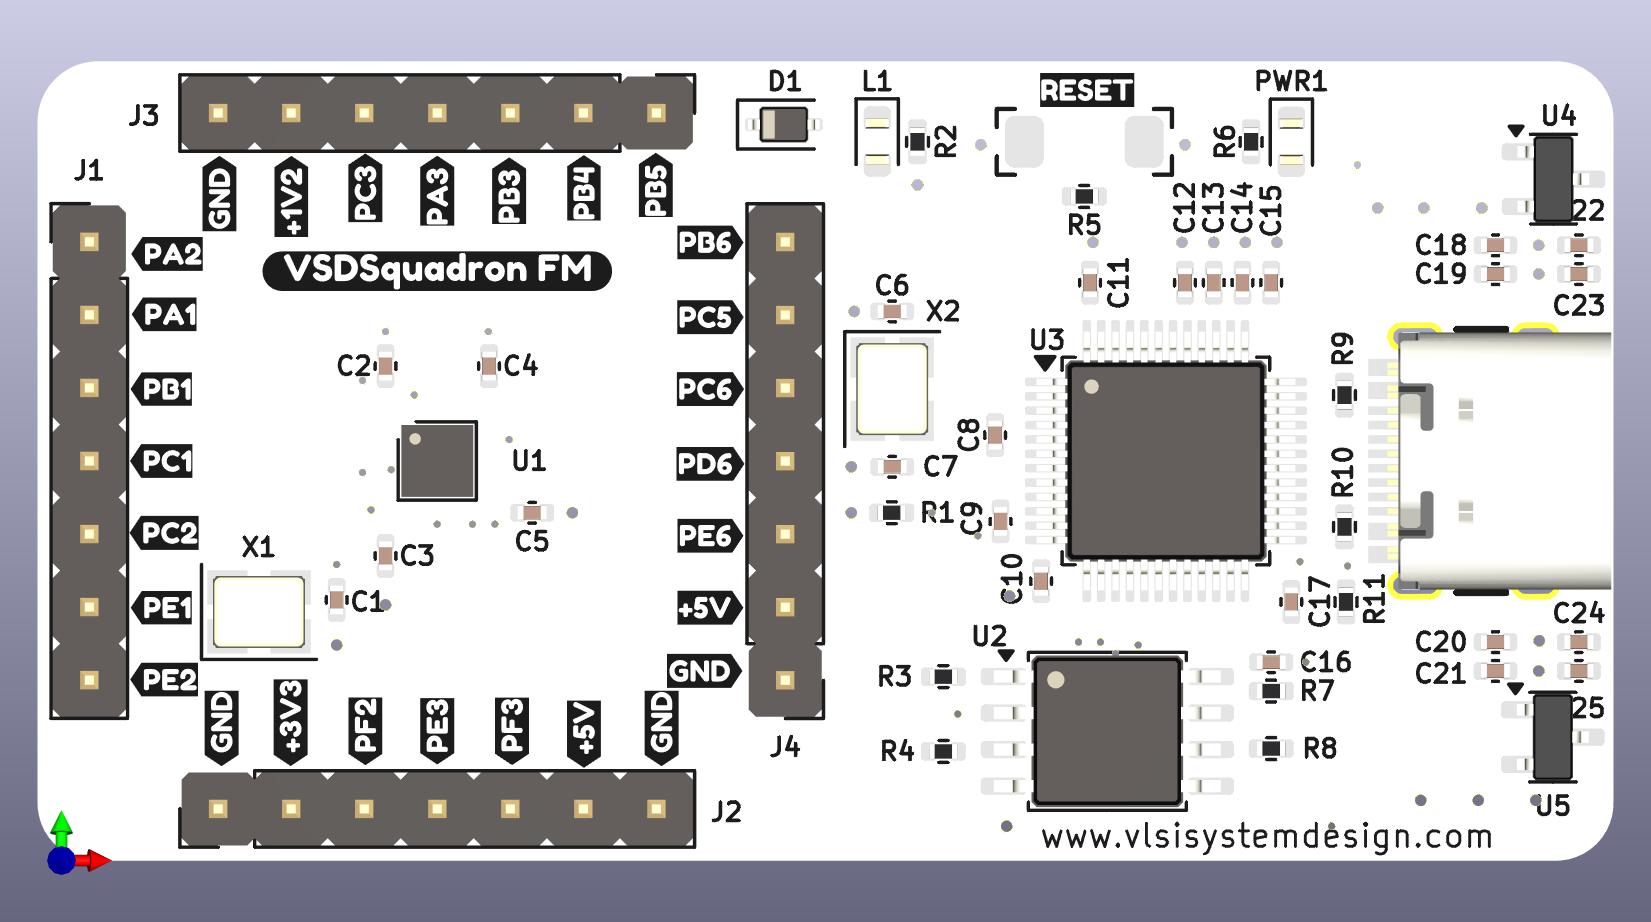 D1
L1
RESET
PWR1
J3
U4
R2
R6
J1
GND
+1V2
PC3
PA3
PB3
PB4
PB5
C12
C13
C14
C15
R5
22
PA2
VSDSquadron FM
PB6
C18
C11
C19
C6
X2
C23
PA1
PC5
U3
R9
C2
C4
PB1
PC6
C8
PC1
U1
PD6
C7
R10
R1
C9
PC2
C5
PE6
X1
C3
C10
C1
PE1
+5V
C17
R11
C24
U2
C20
C16
C21
PE2
GND
R3
R7
GND
+3V3
PF2
PE3
PF3
+5V
GND
25
J4
R4
R8
J2
U5
www.vlsisystemdesign.com